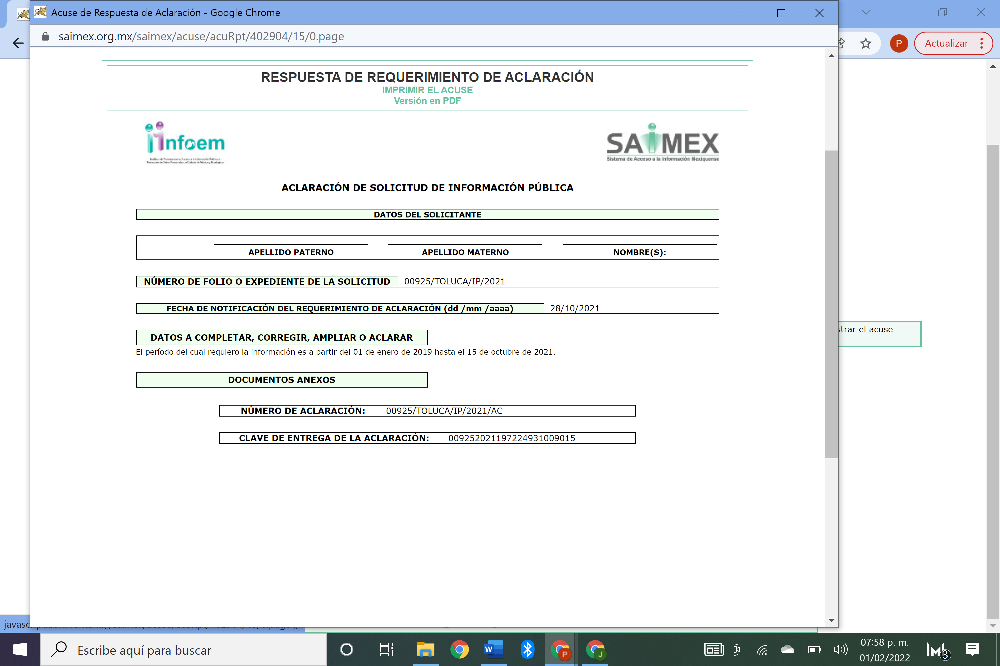 Acuse de Respuesta de Aclaración - Google Chrome
saimex.org.mx/saimex/acuse/acuRpt/402904/15/0.page
P
Actualizar
RESPUESTA DE REQUERIMIENTO DE ACLARACIÓN
IMPRIMIR EL ACUSE
Versión en PDF
infoem
SAiMEX
Sistema de Acceso a la Información Mexiquense
ACLARACIÓN DE SOLICITUD DE INFORMACIÓN PÚBLICA
DATOS DEL SOLICITANTE
APELLIDO PATERNO APELLIDO MATERNO NOMBRE(S):
NÚMERO DE FOLIO O EXPEDIENTE DE LA SOLICITUD 00925/TOLUCA/IP/2021
FECHA DE NOTIFICACIÓN DEL REQUERIMIENTO DE ACLARACIÓN (dd /mm /aaaa) 28/10/2021
strar el acuse
DATOS A COMPLETAR, CORREGIR, AMPLIAR O ACLARAR
El período del cual requiero la información es a partir del 01 de enero de 2019 hasta el 15 de octubre de 2021.
DOCUMENTOS ANEXOS
NÚMERO DE ACLARACIÓN: 00925/TOLUCA/IP/2021/AC
CLAVE DE ENTREGA DE LA ACLARACIÓN: 009252021197224931009015
javasc
Escribe aquí para buscar
W
P
J
07:58 p. m.
01/02/2022
3